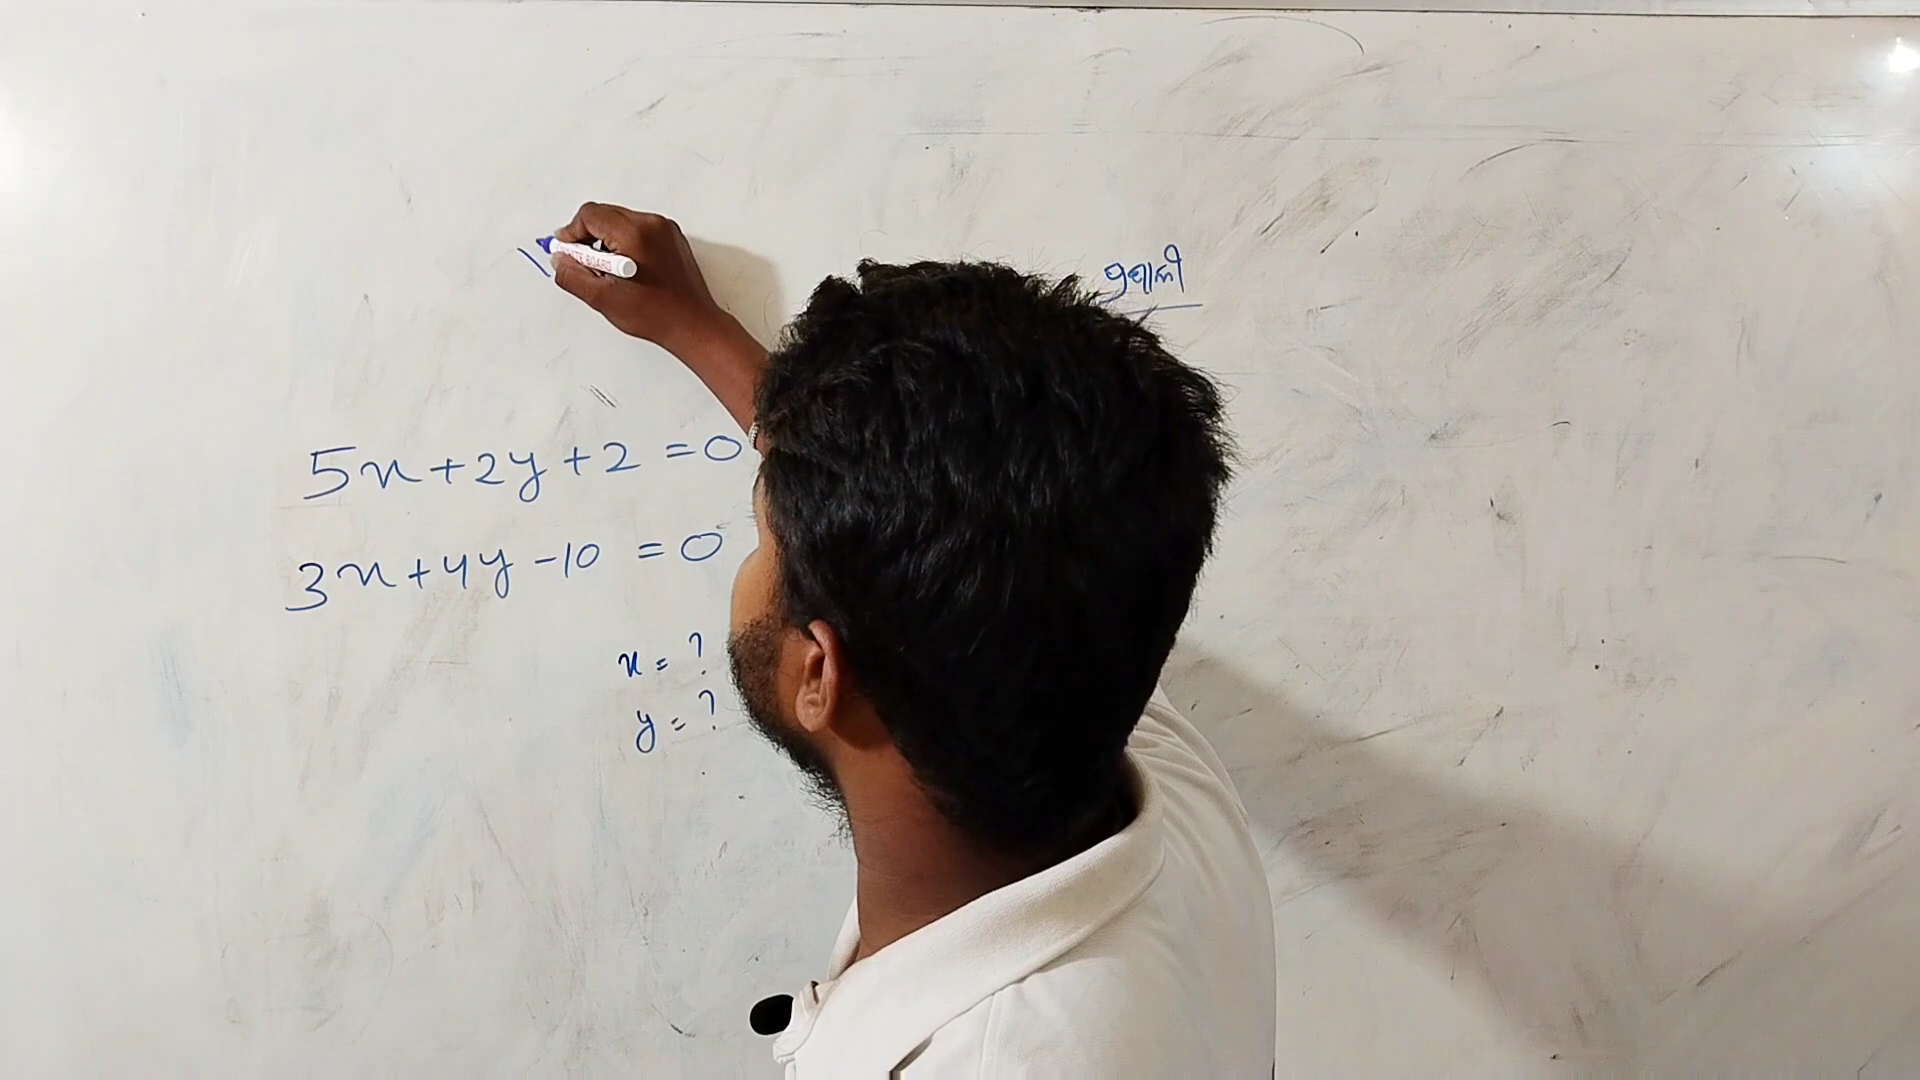 ପ୍ରଣାଳୀ
5x+2y+2 =0
3x+4y-10 =0
x = ?
y = ?